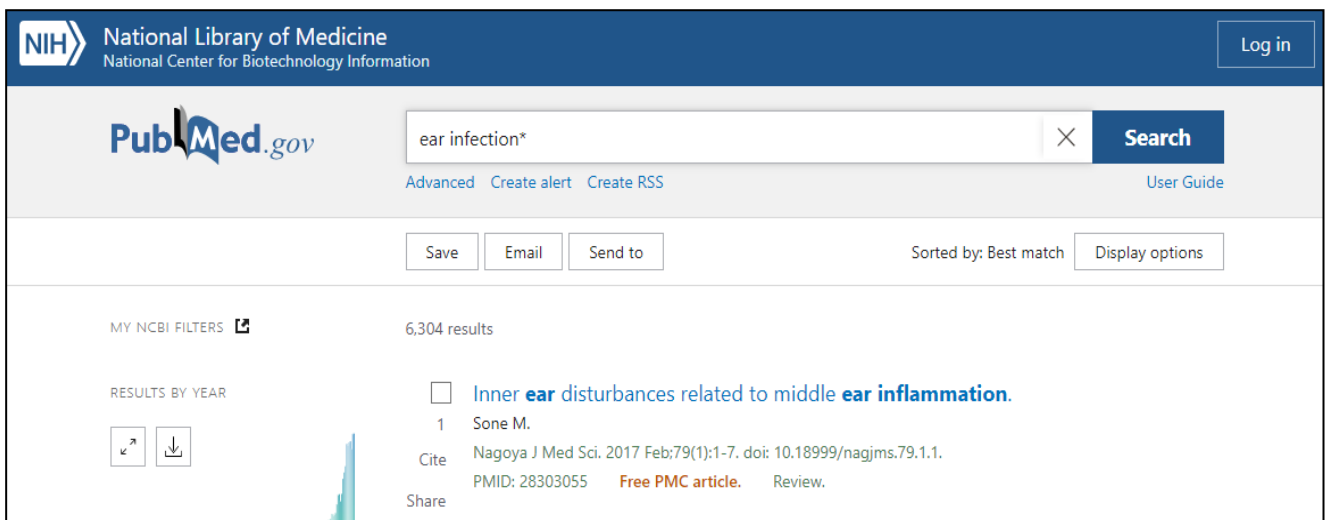 NIH
National Library of Medicine
National Center for Biotechnology Information
Log in
PubMed.gov
ear infection*
Search
Advanced Create alert Create RSS
User Guide
Save Email Send to
Sorted by: Best match Display options
MY NCBI FILTERS
6,304 results
RESULTS BY YEAR
Inner ear disturbances related to middle ear inflammation.
1
Sone M.
Cite
Nagoya J Med Sci. 2017 Feb;79(1):1-7. doi: 10.18999/nagjms.79.1.1.
PMID: 28303055 Free PMC article. Review.
Share